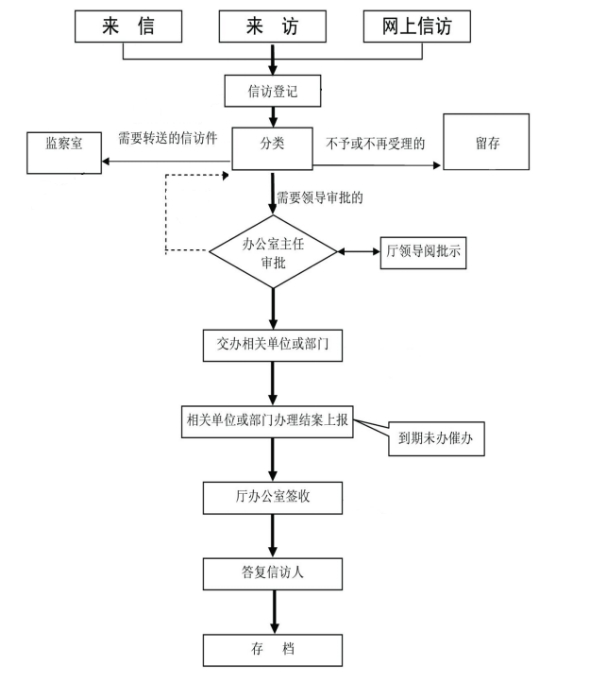 来 信
来 访
网上信访
信访登记
监察室
需要转送的信访件
分类
不予或不再受理的
留存
需要领导审批的
办公室主任
审批
厅领导阅批示
交办相关单位或部门
相关单位或部门办理结案上报
到期未办催办
厅办公室签收
答复信访人
存 档